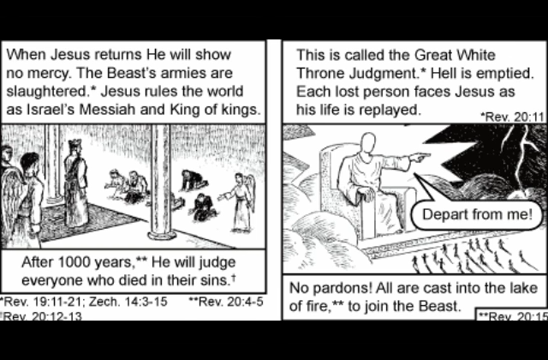 When Jesus returns He will show
no mercy. The Beast's armies are
slaughtered.* Jesus rules the world
as Israel's Messiah and King of kings.
After 1000 years,** He will judge
everyone who died in their sins.†
*Rev. 19:11-21; Zech. 14:3-15 **Rev. 20:4-5
†Rev. 20:12-13
This is called the Great White
Throne Judgment.* Hell is emptied.
Each lost person faces Jesus as
his life is replayed.
*Rev. 20:11
Depart from me!
No pardons! All are cast into the lake
of fire,** to join the Beast.
**Rev. 20:15